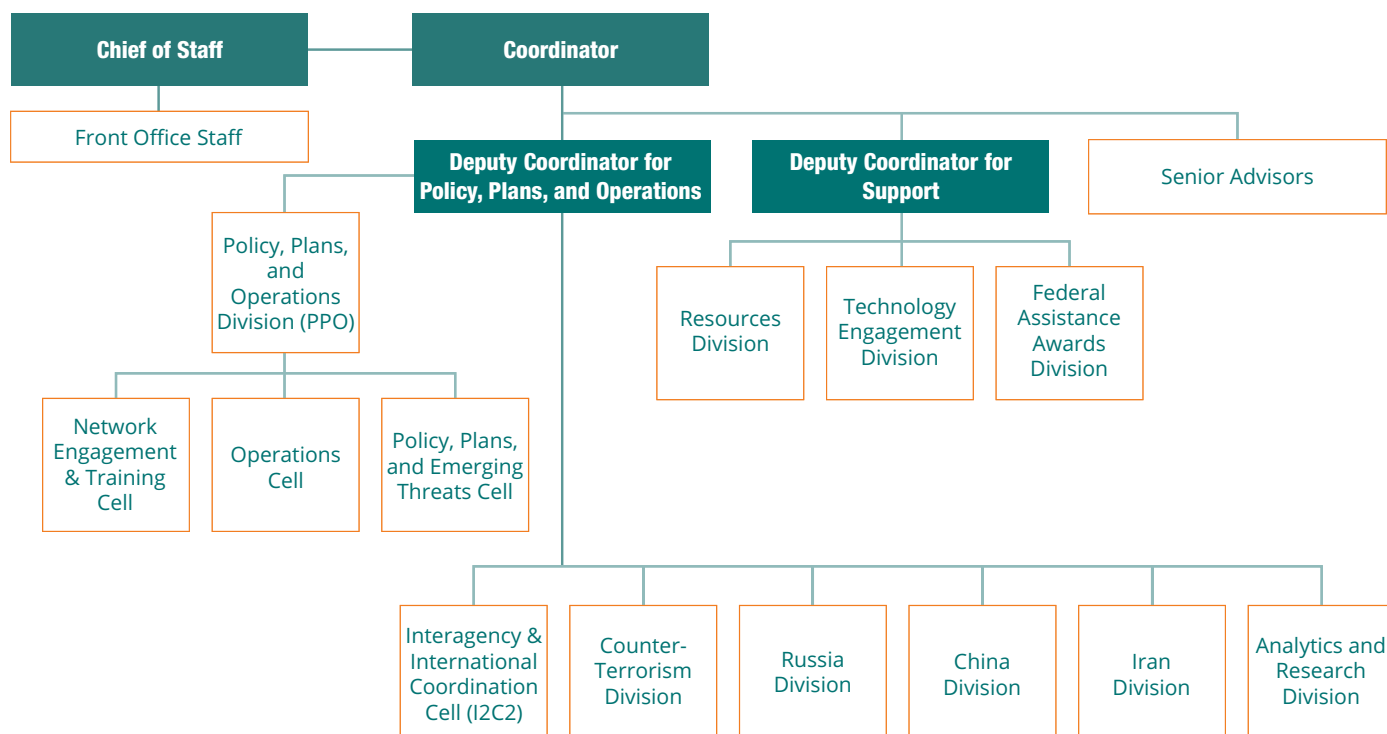 Chief of Staff
Coordinator
Front Office Staff
Deputy Coordinator for
Policy, Plans, and Operations
Deputy Coordinator for
Support
Senior Advisors
Policy, Plans,
and
Operations
Division (PPO)
Resources
Division
Technology
Engagement
Division
Federal
Assistance
Awards
Division
Network
Engagement
& Training
Cell
Operations
Cell
Policy, Plans,
and Emerging
Threats Cell
Interagency &
International
Coordination
Cell (I2C2)
Counter-
Terrorism
Division
Russia
Division
China
Division
Iran
Division
Analytics and
Research
Division